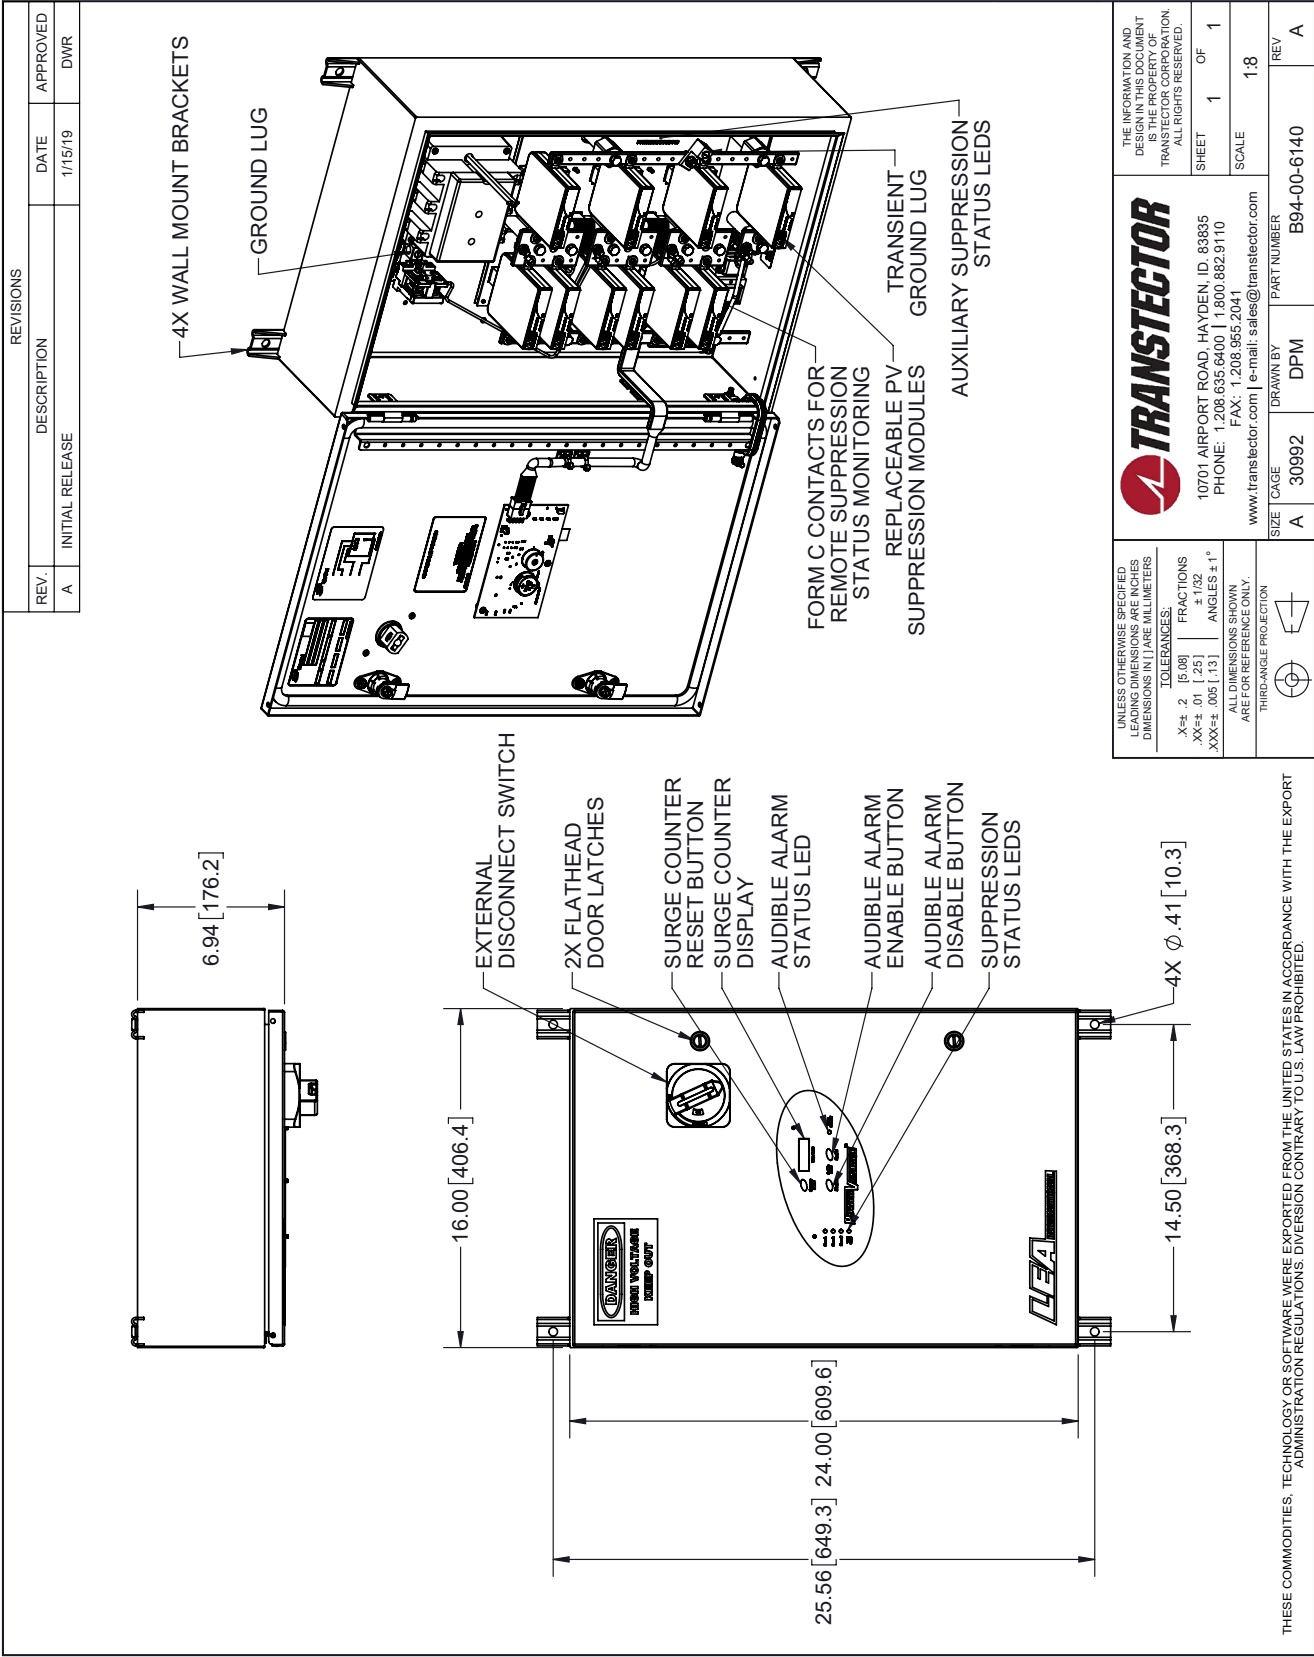 REVISIONS
REV. DESCRIPTION DATE APPROVED
A INITIAL RELEASE 1/15/19 DWR
6.94 [176.2]
16.00 [406.4]
EXTERNAL
DISCONNECT SWITCH
2X FLATHEAD
DOOR LATCHES
SURGE COUNTER
RESET BUTTON
SURGE COUNTER
DISPLAY
AUDIBLE ALARM
STATUS LED
AUDIBLE ALARM
ENABLE BUTTON
AUDIBLE ALARM
DISABLE BUTTON
SUPPRESSION
STATUS LEDS
DANGER
HIGH VOLTAGE
KEEP OUT
LEA
25.56 [649.3]
24.00 [609.6]
14.50 [368.3]
4X ∅.41 [10.3]
4X WALL MOUNT BRACKETS
GROUND LUG
FORM C CONTACTS FOR
REMOTE SUPPRESSION
STATUS MONITORING
REPLACEABLE PV
SUPPRESSION MODULES
TRANSIENT
GROUND LUG
AUXILIARY SUPPRESSION
STATUS LEDS
UNLESS OTHERWISE SPECIFIED
LEADING DIMENSIONS ARE INCHES
DIMENSIONS IN [ ] ARE MILLIMETERS
TOLERANCES:
.X=± .2 [5.08] FRACTIONS
.XX=± .01 [.25] ± 1/32
.XXX=± .005 [.13] ANGLES ± 1°
ALL DIMENSIONS SHOWN
ARE FOR REFERENCE ONLY.
THIRD-ANGLE PROJECTION
TRANSTECTOR
10701 AIRPORT ROAD, HAYDEN, ID. 83835
PHONE: 1.208.635.6400 | 1.800.882.9110
FAX: 1.208.955.2041
www.transtector.com | e-mail: sales@transtector.com
THE INFORMATION AND
DESIGN IN THIS DOCUMENT
IS THE PROPERTY OF
TRANSTECTOR CORPORATION.
ALL RIGHTS RESERVED.
SHEET 1 OF 1
SCALE 1:8
SIZE A
CAGE 30992
DRAWN BY DPM
PART NUMBER B94-00-6140
REV A
THESE COMMODITIES, TECHNOLOGY OR SOFTWARE WERE EXPORTED FROM THE UNITED STATES IN ACCORDANCE WITH THE EXPORT
ADMINISTRATION REGULATIONS. DIVERSION CONTRARY TO U.S. LAW PROHIBITED.